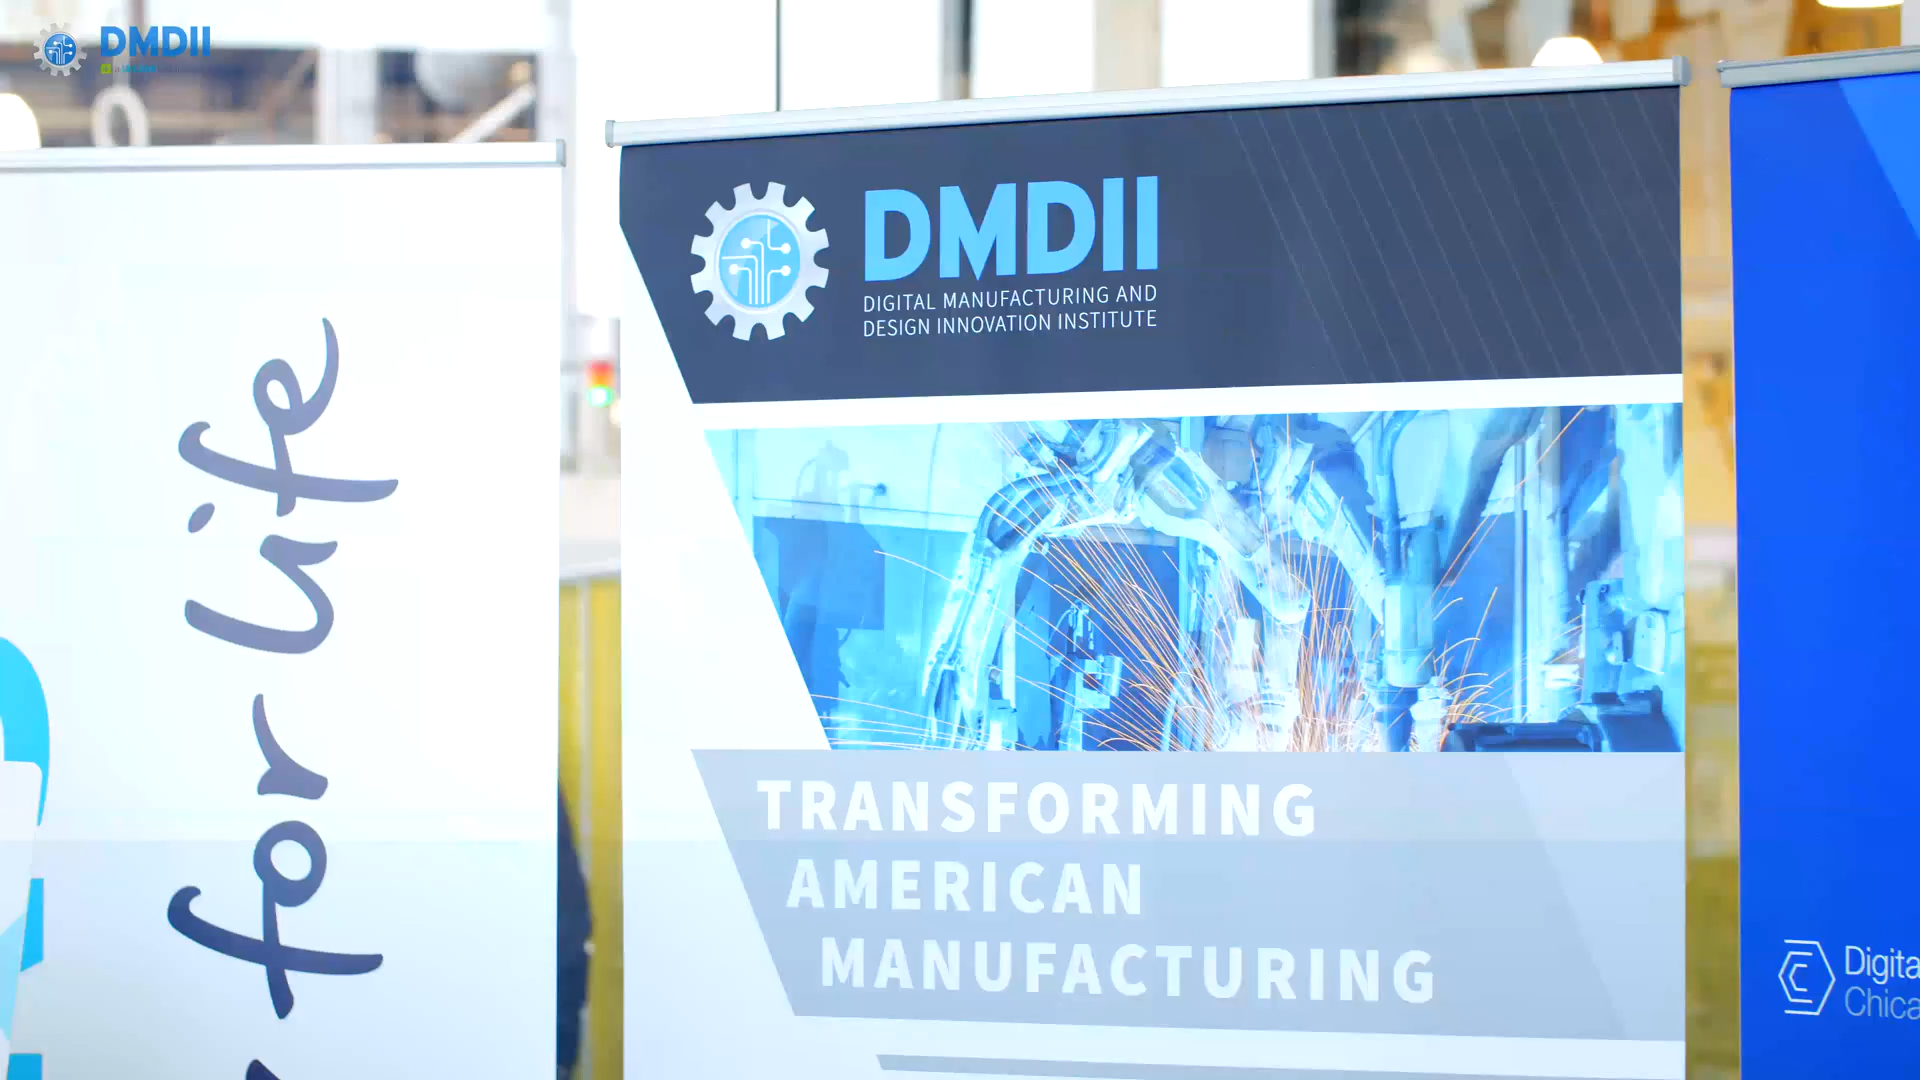 DMDII
for life
DMDII
DIGITAL MANUFACTURING AND
DESIGN INNOVATION INSTITUTE
TRANSFORMING
AMERICAN
MANUFACTURING
Digita
Chica